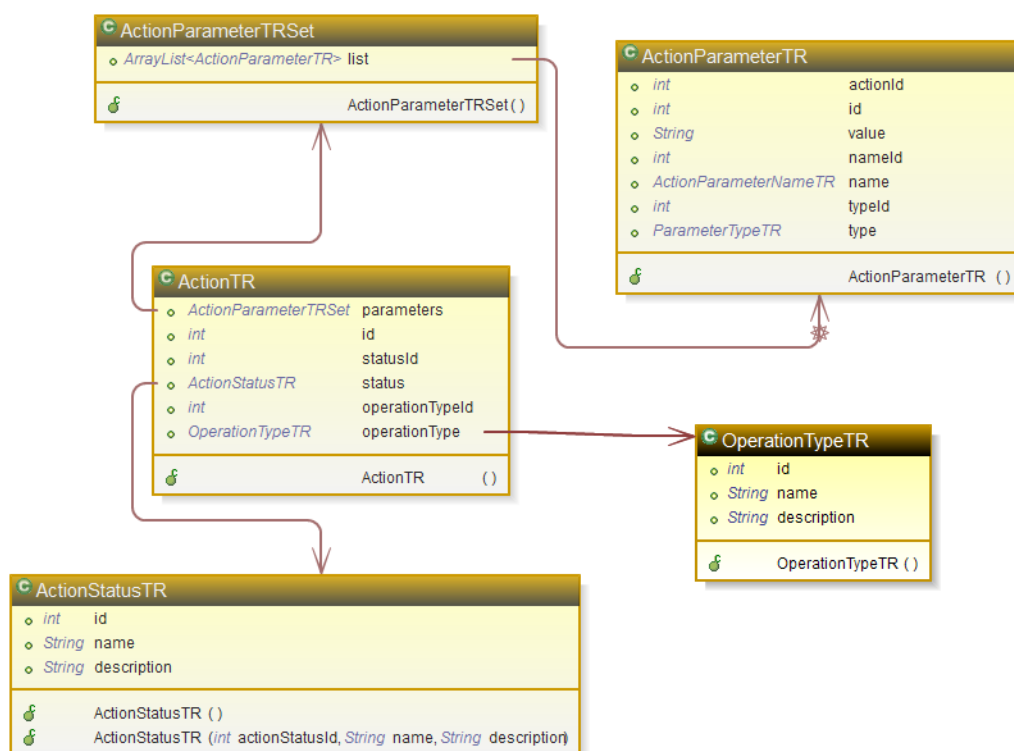 C ActionParameterTRSet
ArrayList<ActionParameterTR> list
ActionParameterTRSet()
C ActionParameterTR
int actionId
int id
String value
int nameId
ActionParameterNameTR name
int typeId
ParameterTypeTR type
ActionParameterTR ()
C ActionTR
ActionParameterTRSet parameters
int id
int statusId
ActionStatusTR status
int operationTypeId
OperationTypeTR operationType
ActionTR ()
C OperationTypeTR
int id
String name
String description
OperationTypeTR ()
C ActionStatusTR
int id
String name
String description
ActionStatusTR ()
ActionStatusTR (int actionStatusId, String name, String description)